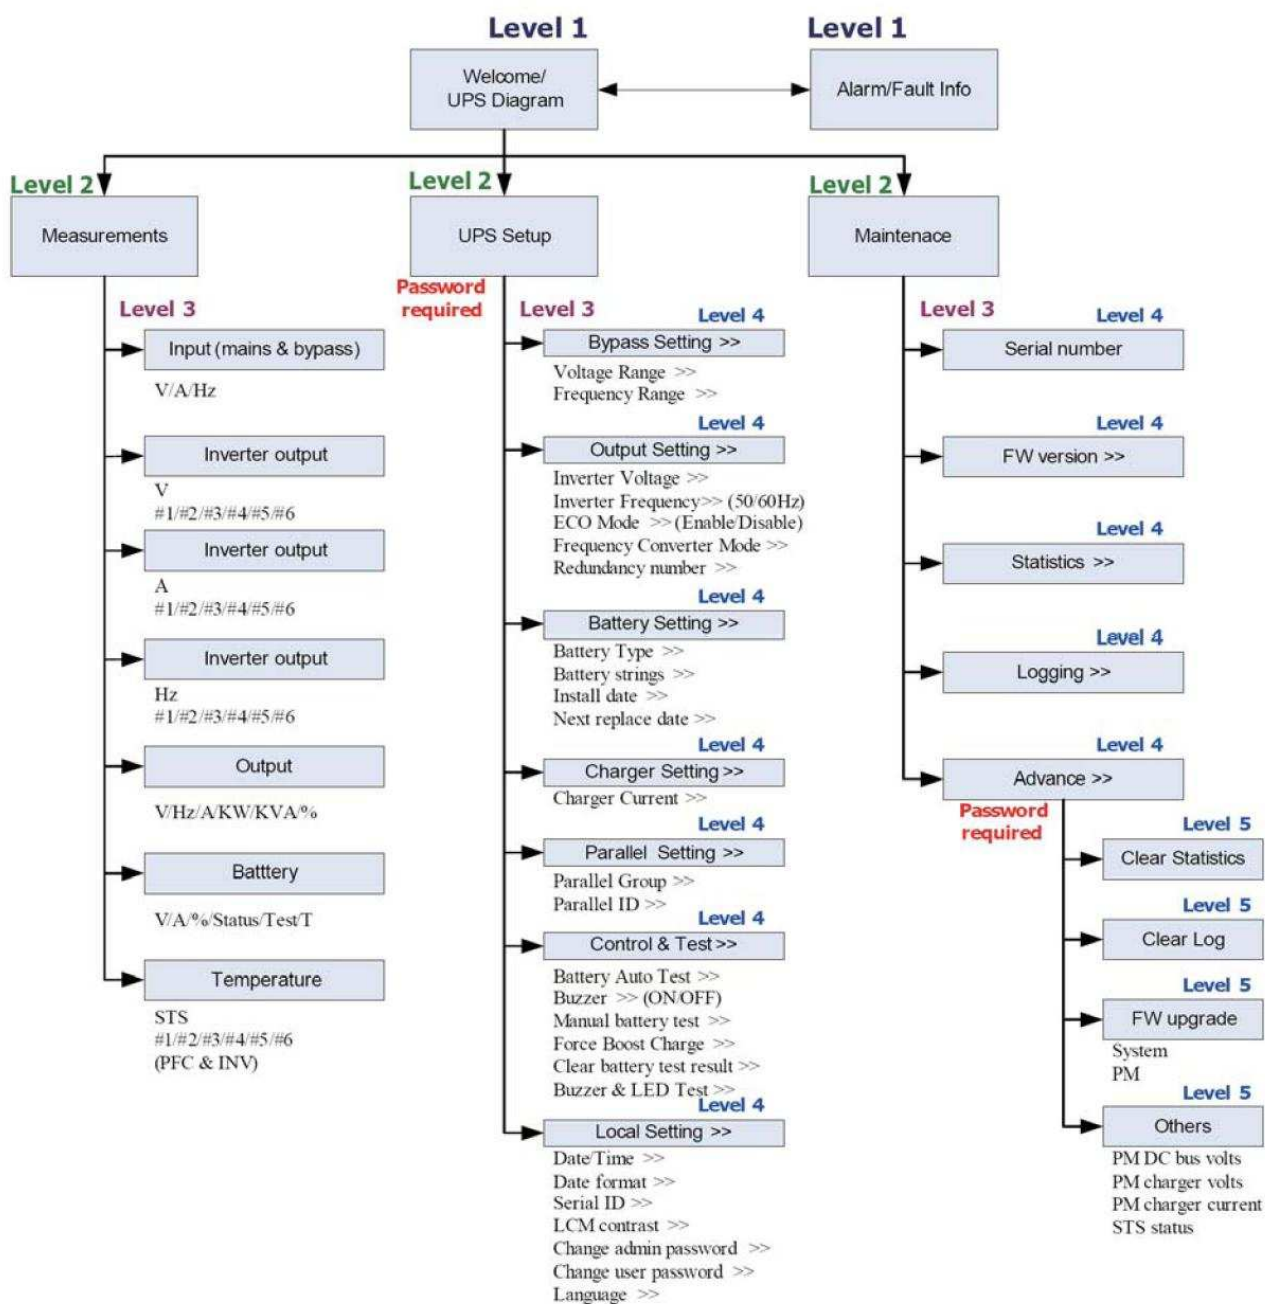 Level 1
Level 1
Welcome/
UPS Diagram
Alarm/Fault Info
Level 2
Level 2
Level 2
Measurements
UPS Setup
Maintenace
Password
required
Level 3
Input (mains & bypass)
V/A/Hz
Inverter output
V
#1/#2/#3/#4/#5/#6
Inverter output
A
#1/#2/#3/#4/#5/#6
Inverter output
Hz
#1/#2/#3/#4/#5/#6
Output
V/Hz/A/KW/KVA/%
Batttery
V/A/%/Status/Test/T
Temperature
STS
#1/#2/#3/#4/#5/#6
(PFC & INV)
Level 3
Level 4
Bypass Setting >>
Voltage Range >>
Frequency Range >>
Level 4
Output Setting >>
Inverter Voltage >>
Inverter Frequency>> (50/60Hz)
ECO Mode >> (Enable/Disable)
Frequency Converter Mode >>
Redundancy number >>
Level 4
Battery Setting >>
Battery Type >>
Battery strings >>
Install date >>
Next replace date >>
Level 4
Charger Setting >>
Charger Current >>
Level 4
Parallel Setting >>
Parallel Group >>
Parallel ID >>
Level 4
Control & Test>>
Battery Auto Test >>
Buzzer >> (ON/OFF)
Manual battery test >>
Force Boost Charge >>
Clear battery test result >>
Buzzer & LED Test >>
Level 4
Local Setting >>
Date/Time >>
Date format >>
Serial ID >>
LCM contrast >>
Change admin password >>
Change user password >>
Language >>
Level 3
Level 4
Serial number
Level 4
FW version >>
Level 4
Statistics >>
Level 4
Logging >>
Level 4
Advance >>
Password
required
Level 5
Clear Statistics
Level 5
Clear Log
Level 5
FW upgrade
System
PM
Level 5
Others
PM DC bus volts
PM charger volts
PM charger current
STS status